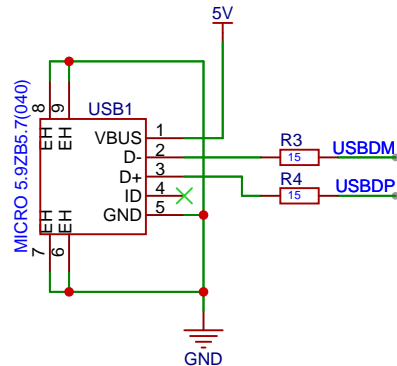 5V
MICRO 5.9ZB5.7(040)
8
9
EH
EH
USB1
VBUS
1
D-
2
D+
3
ID
4
GND
5
EH
EH
7
6
R3
15
USBDM
R4
15
USBDP
GND